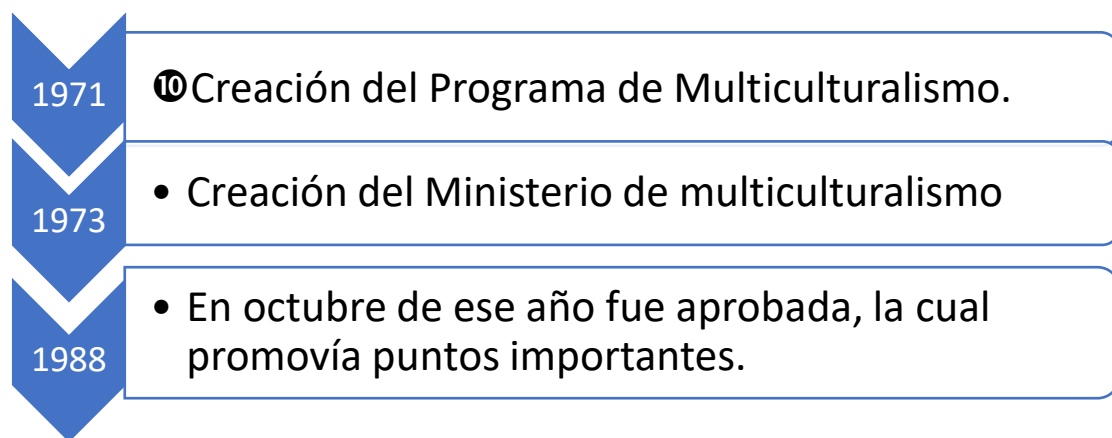 1971
❿Creación del Programa de Multiculturalismo.
1973
• Creación del Ministerio de multiculturalismo
1988
• En octubre de ese año fue aprobada, la cual
promovía puntos importantes.